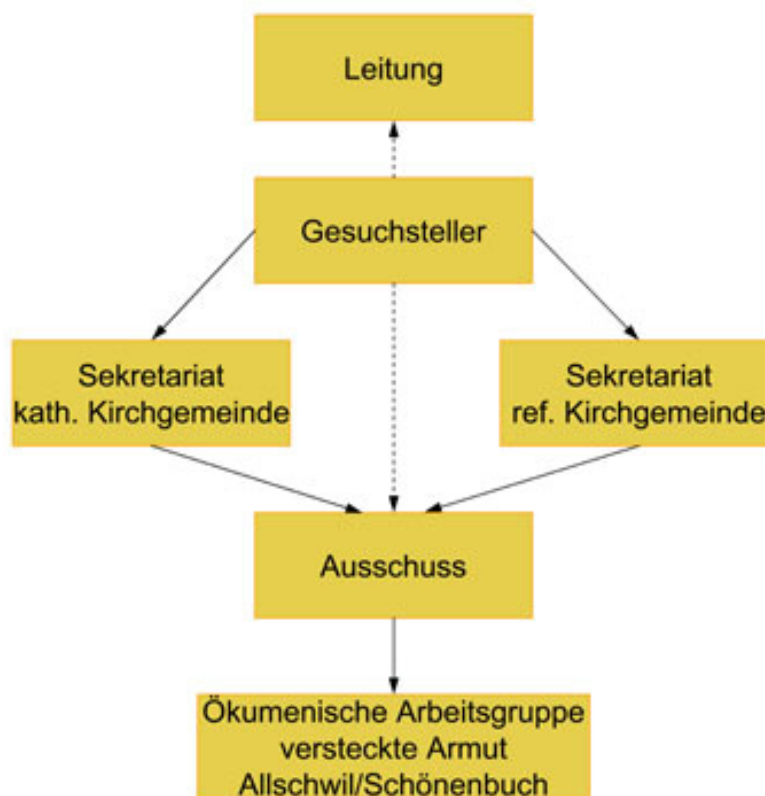 Leitung
Gesuchsteller
Sekretariat
kath. Kirchgemeinde
Sekretariat
ref. Kirchgemeinde
Ausschuss
Ökumenische Arbeitsgruppe
versteckte Armut
Allschwil/Schönenbuch